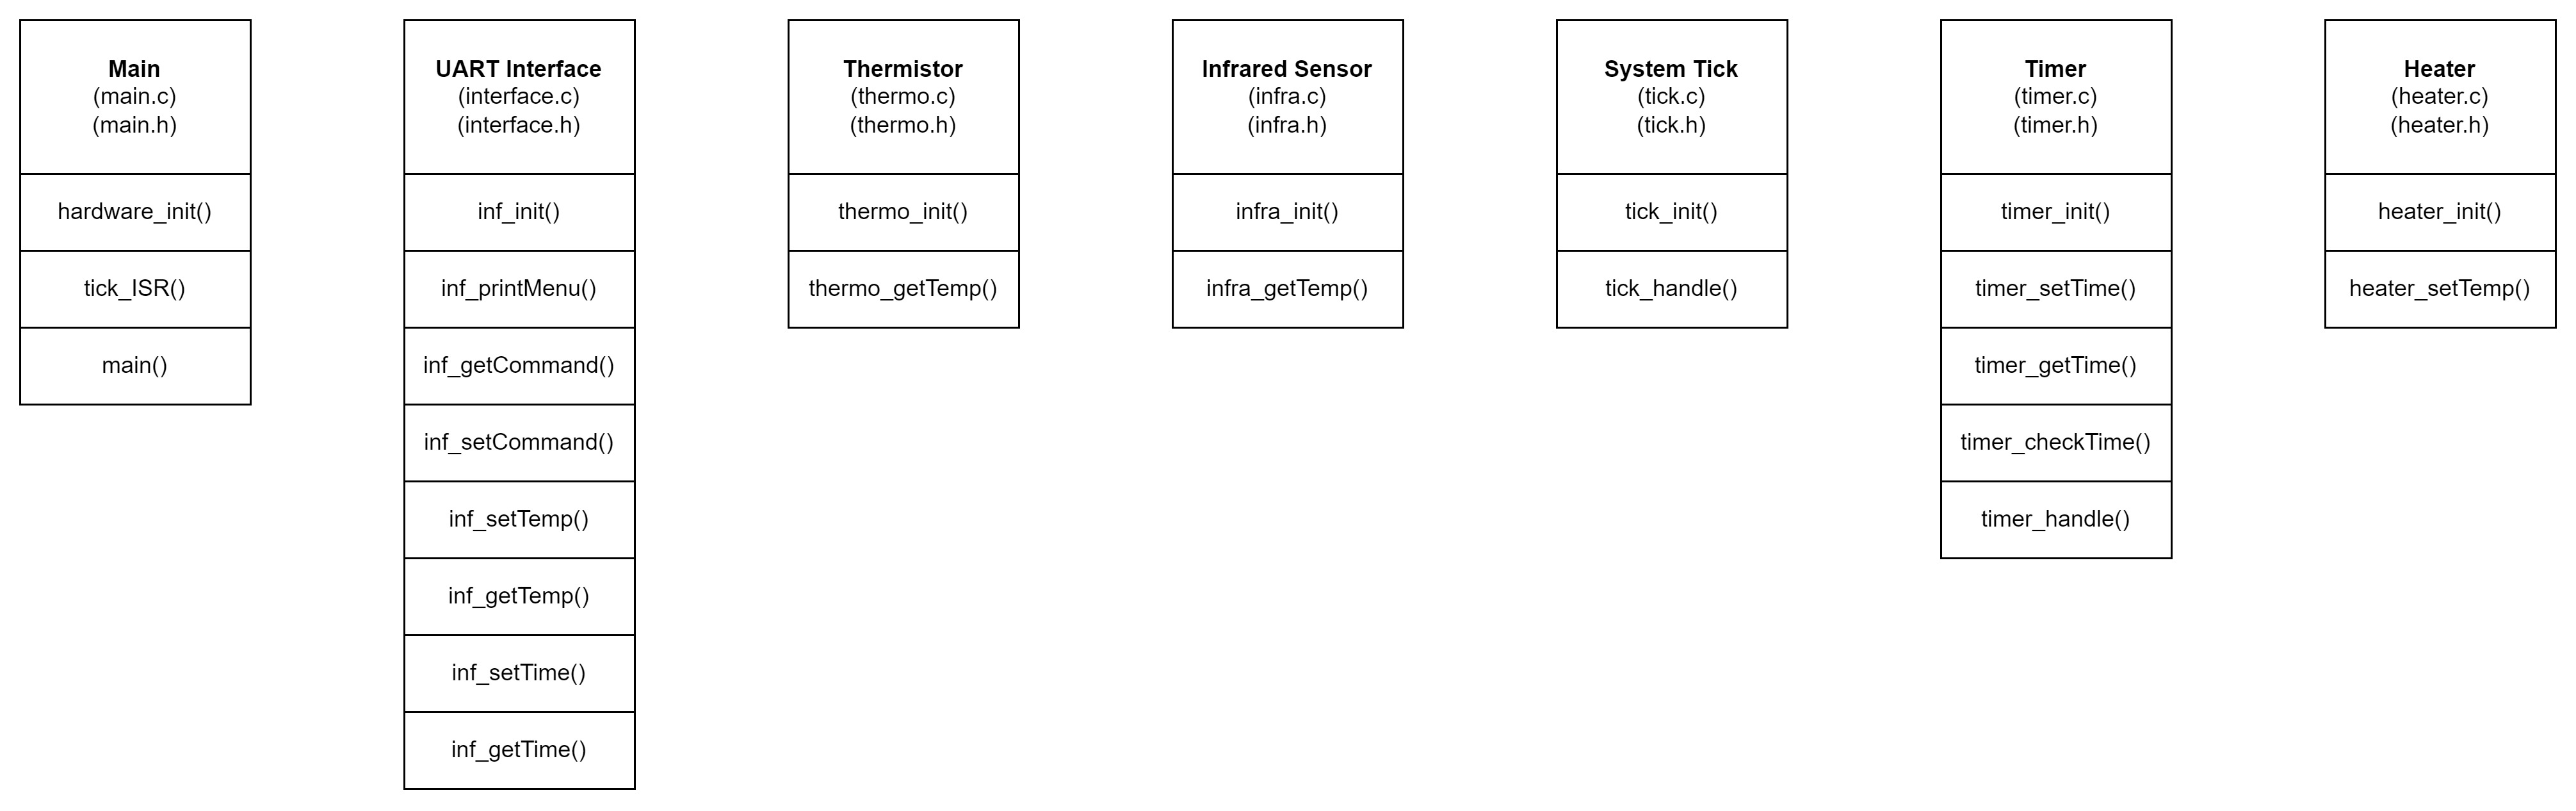 Main
(main.c)
(main.h)
hardware_init()
tick_ISR()
main()
UART Interface
(interface.c)
(interface.h)
inf_init()
inf_printMenu()
inf_getCommand()
inf_setCommand()
inf_setTemp()
inf_getTemp()
inf_setTime()
inf_getTime()
Thermistor
(thermo.c)
(thermo.h)
thermo_init()
thermo_getTemp()
Infrared Sensor
(infra.c)
(infra.h)
infra_init()
infra_getTemp()
System Tick
(tick.c)
(tick.h)
tick_init()
tick_handle()
Timer
(timer.c)
(timer.h)
timer_init()
timer_setTime()
timer_getTime()
timer_checkTime()
timer_handle()
Heater
(heater.c)
(heater.h)
heater_init()
heater_setTemp()